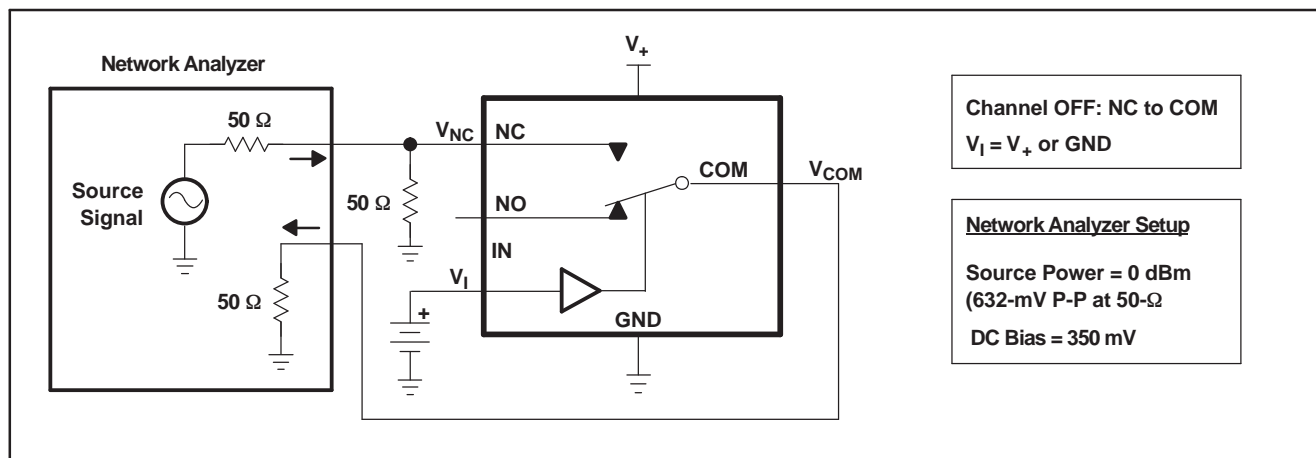 V+
Network Analyzer
50 Ω
VNC
NC
Channel OFF: NC to COM
VI = V+ or GND
COM
VCOM
Source
Signal
50 Ω
NO
IN
Network Analyzer Setup
Source Power = 0 dBm
(632-mV P-P at 50-Ω
DC Bias = 350 mV
50 Ω
VI
+
GND